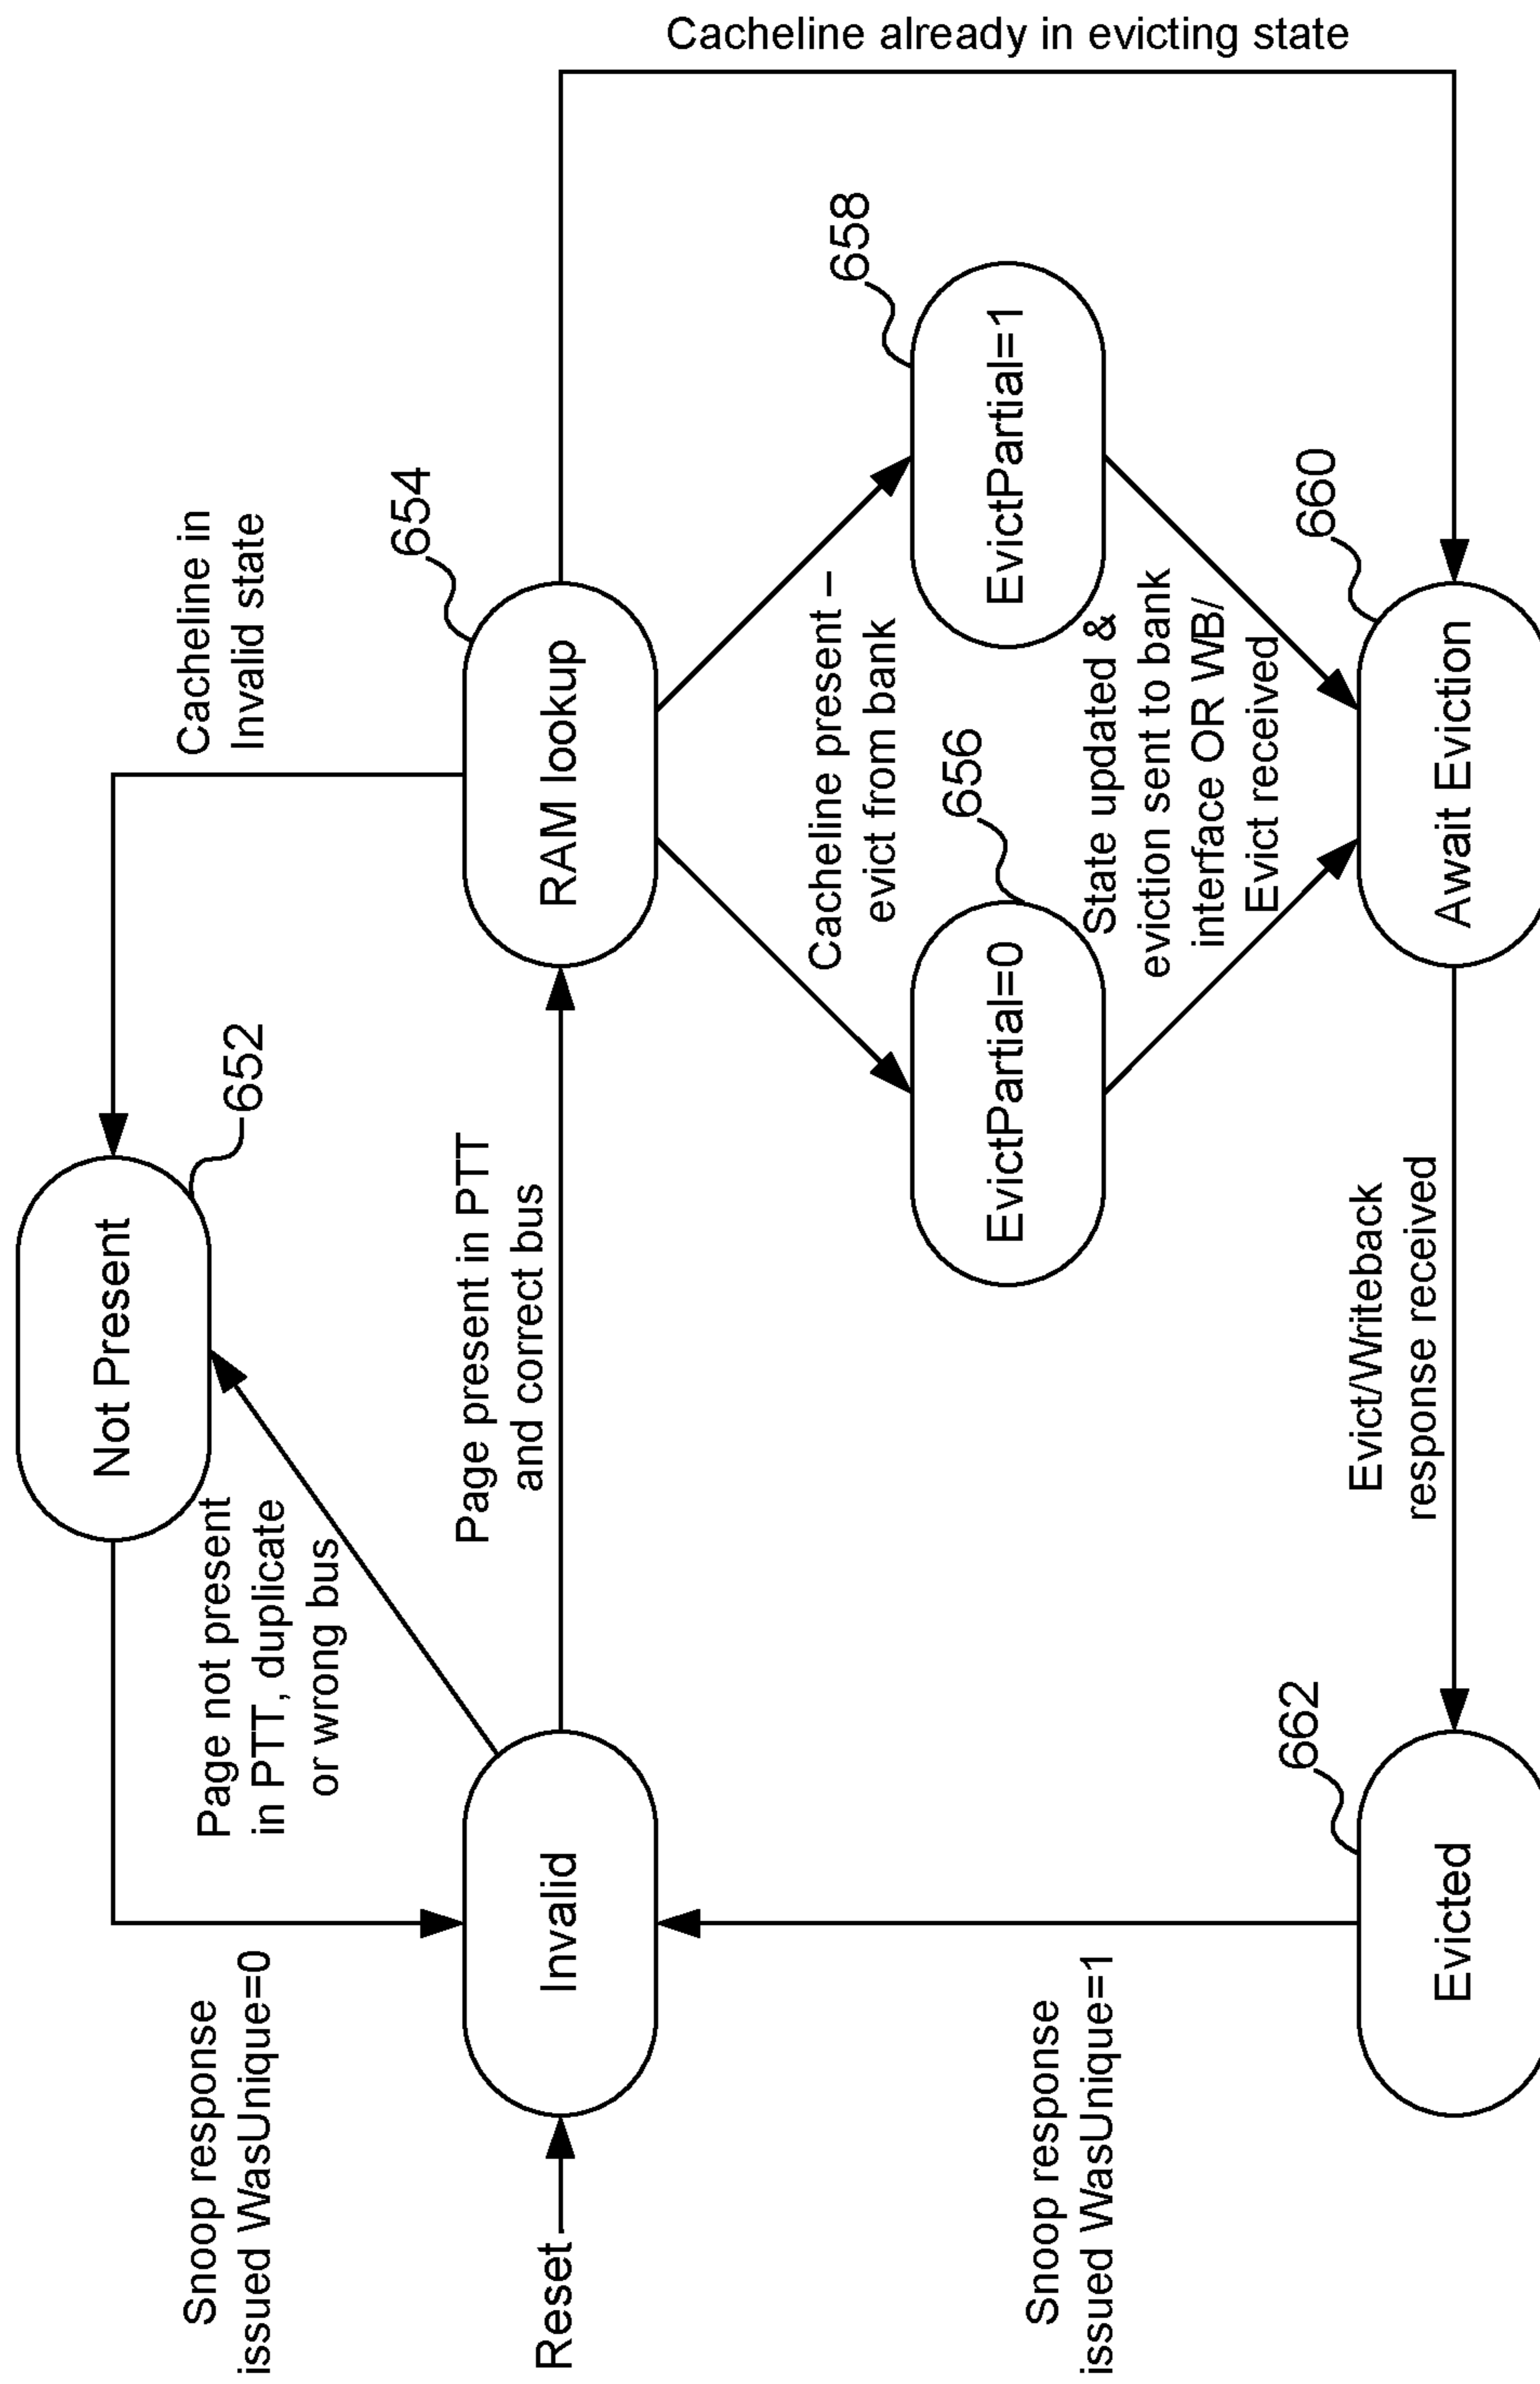 Snoop response
issued WasUnique=0
Not Present
652
Page not present
in PTT, duplicate
or wrong bus
Cacheline in
Invalid state
Reset
Invalid
Page present in PTT
and correct bus
RAM lookup
654
Cacheline already in evicting state
Cacheline present –
evict from bank
EvictPartial=0
656
EvictPartial=1
658
State updated &
eviction sent to bank
interface OR WB/
Evict received
Snoop response
issued WasUnique=1
Evicted
662
Evict/Writeback
response received
Await Eviction
660